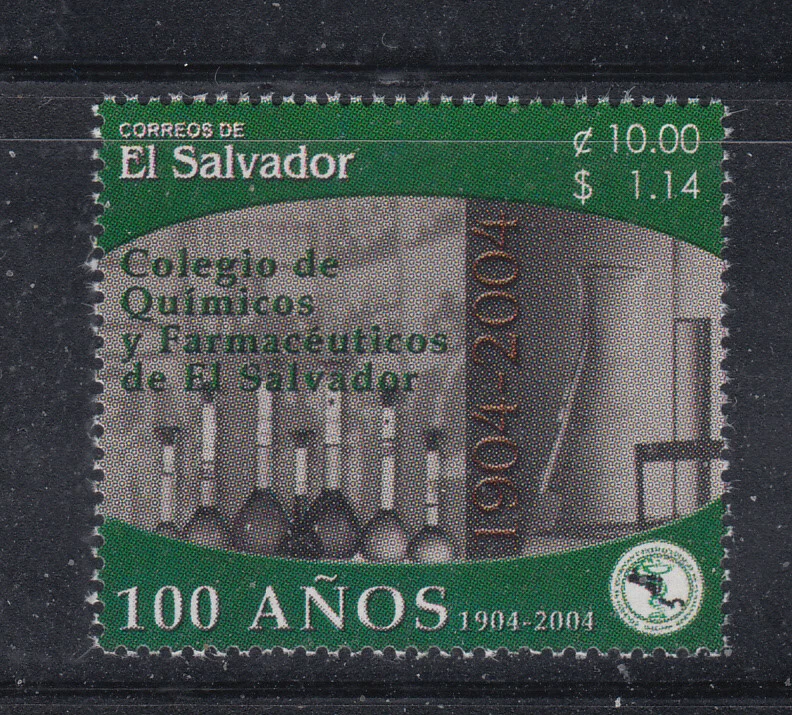 CORREOS DE
El Salvador
₡ 10.00
$ 1.14
Colegio de
Químicos
y Farmacéuticos
de El Salvador
1904-2004
100 AÑOS 1904-2004